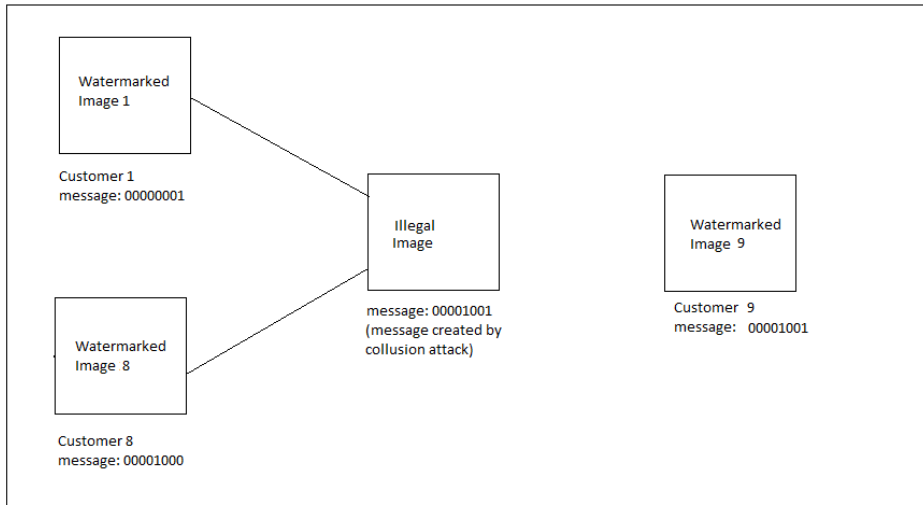 Watermarked
Image 1
Customer 1
message: 00000001
Illegal
Image
message: 00001001
(message created by
collusion attack)
Watermarked
Image 9
Customer 9
message: 00001001
Watermarked
Image 8
Customer 8
message: 00001000